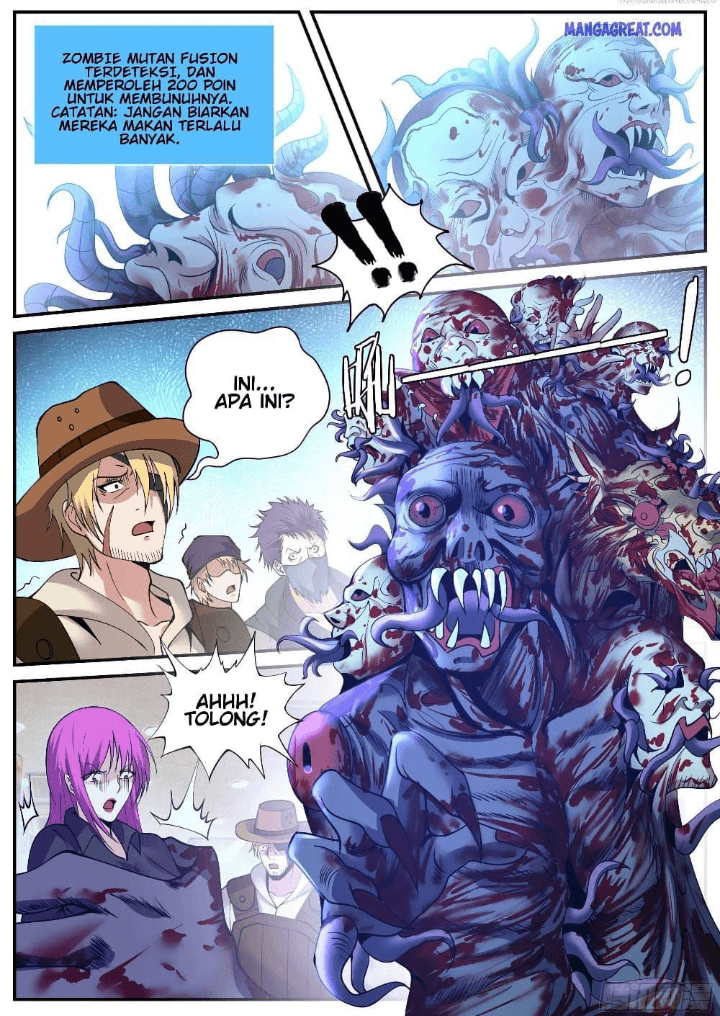 MANGAGREAT.COM
ZOMBIE MUTAN FUSION
TERDETEKSI, DAN
MEMPEROLEH 200 POIN
UNTUK MEMBUNUHNYA.
CATATAN: JANGAN BIARKAN
MEREKA MAKAN TERLALU
BANYAK.
!!
INI...
APA INI?
AHHH!
TOLONG!